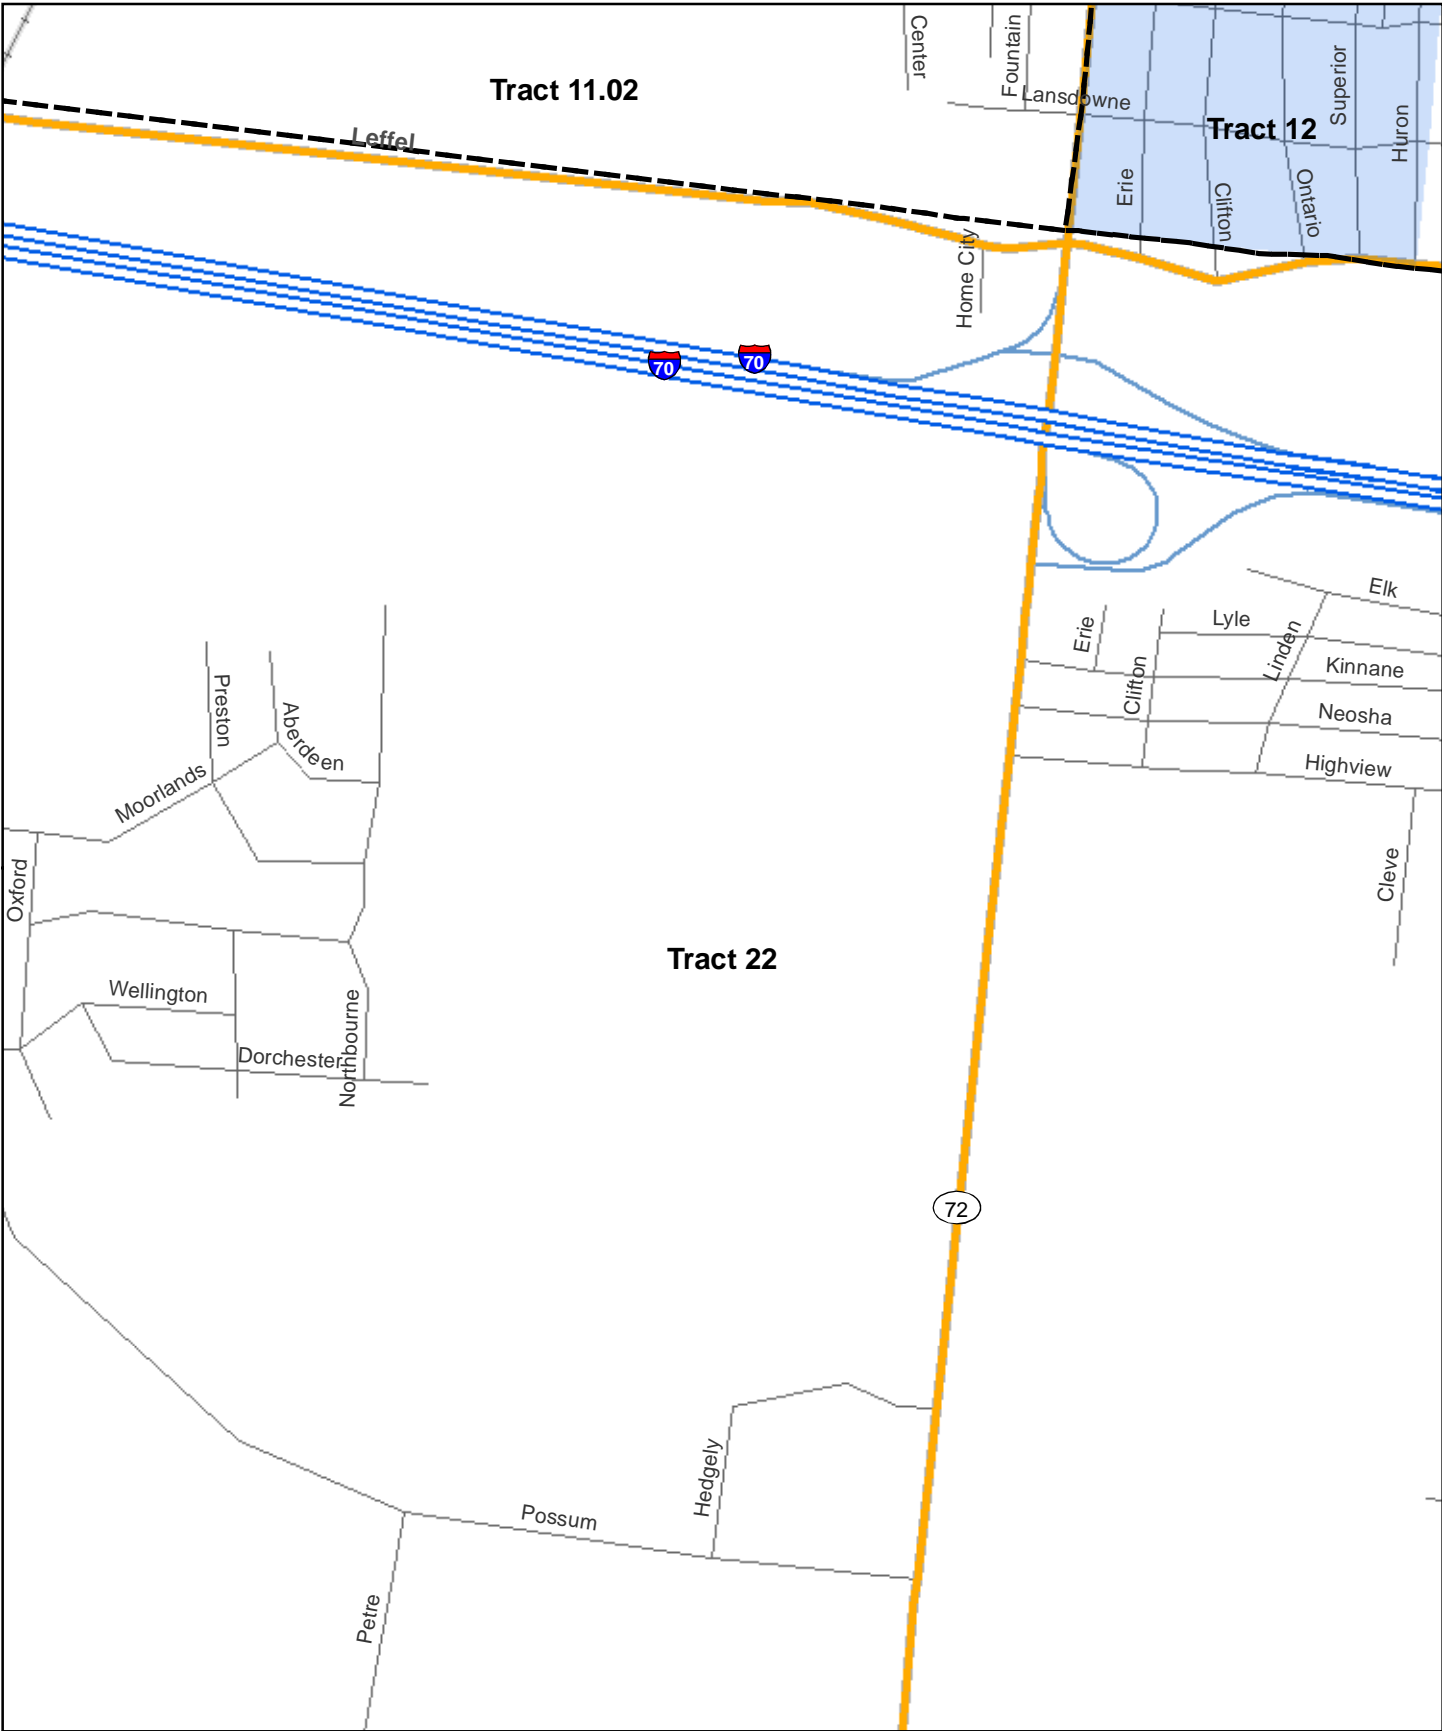 Center
Fountain
Lansdowne
Tract 11.02
Superior
Huron
Tract 12
Leffel
Erie
Clifton
Ontario
Home City
70
70
Elk
Lyle
Erie
Linden
Kinnane
Clifton
Neosha
Highview
Preston
Aberdeen
Moorlands
Oxford
Cleve
Tract 22
Wellington
Northbourne
Dorchester
72
Hedgely
Possum
Petre